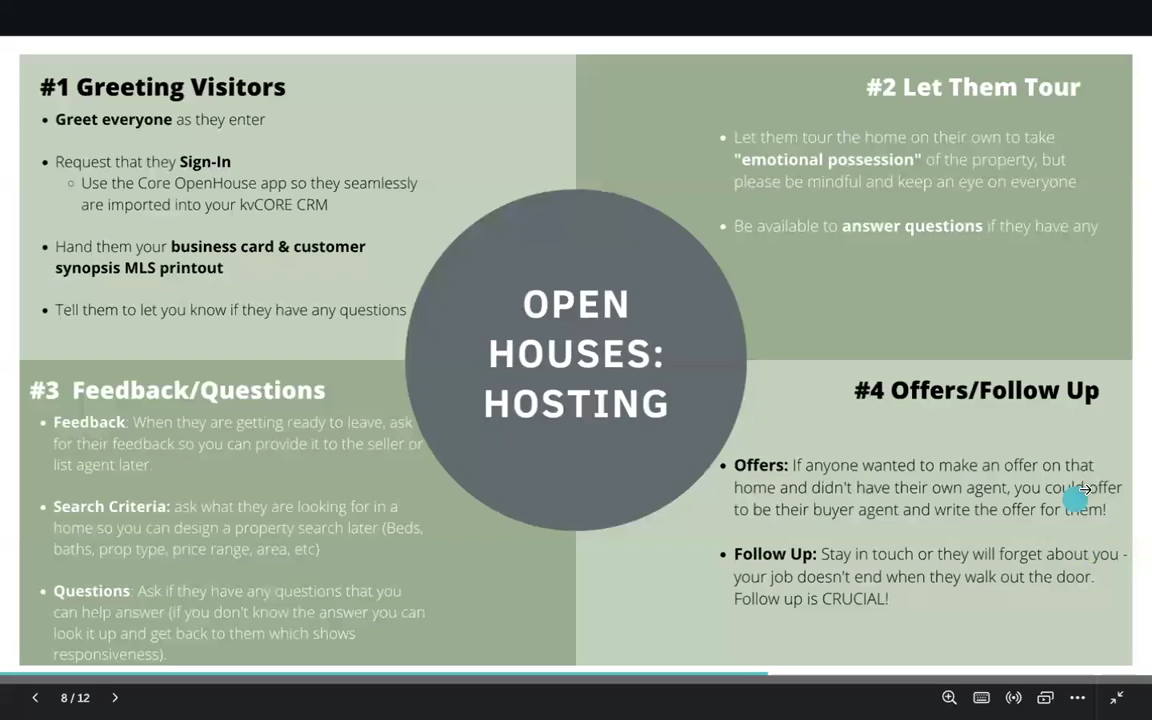 #1 Greeting Visitors
• Greet everyone as they enter
• Request that they Sign-In
○ Use the Core OpenHouse app so they seamlessly
are imported into your kvCORE CRM
• Hand them your business card & customer
synopsis MLS printout
• Tell them to let you know if they have any questions
#2 Let Them Tour
• Let them tour the home on their own to take
"emotional possession" of the property, but
please be mindful and keep an eye on everyone
• Be available to answer questions if they have any
OPEN
HOUSES:
HOSTING
#3 Feedback/Questions
• Feedback: When they are getting ready to leave, ask
for their feedback so you can provide it to the seller or
list agent later.
• Search Criteria: ask what they are looking for in a
home so you can design a property search later (Beds,
baths, prop type, price range, area, etc)
• Questions: Ask if they have any questions that you
can help answer (if you don't know the answer you can
look it up and get back to them which shows
responsiveness).
#4 Offers/Follow Up
• Offers: If anyone wanted to make an offer on that
home and didn't have their own agent, you could offer
to be their buyer agent and write the offer for them!
• Follow Up: Stay in touch or they will forget about you -
your job doesn't end when they walk out the door.
Follow up is CRUCIAL!
8 / 12